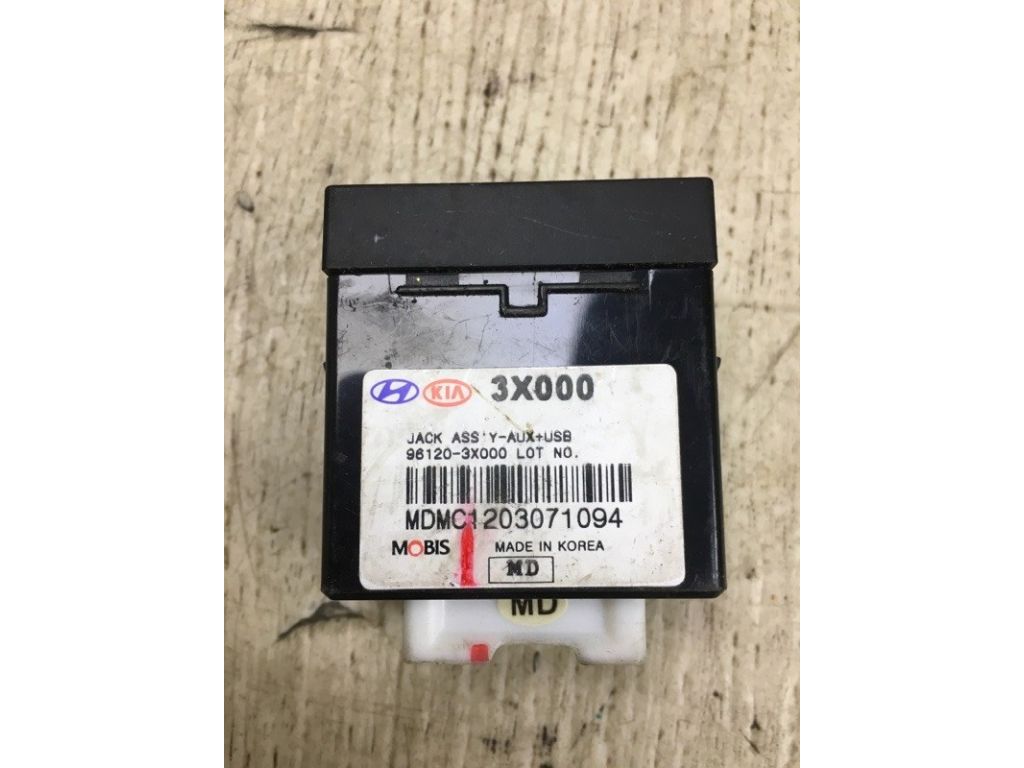 KIA 3X000
JACK ASS'Y-AUX+USB
96120-3X000 LOT NO.
MDMC1203071094
MOBIS MADE IN KOREA
MD
MD